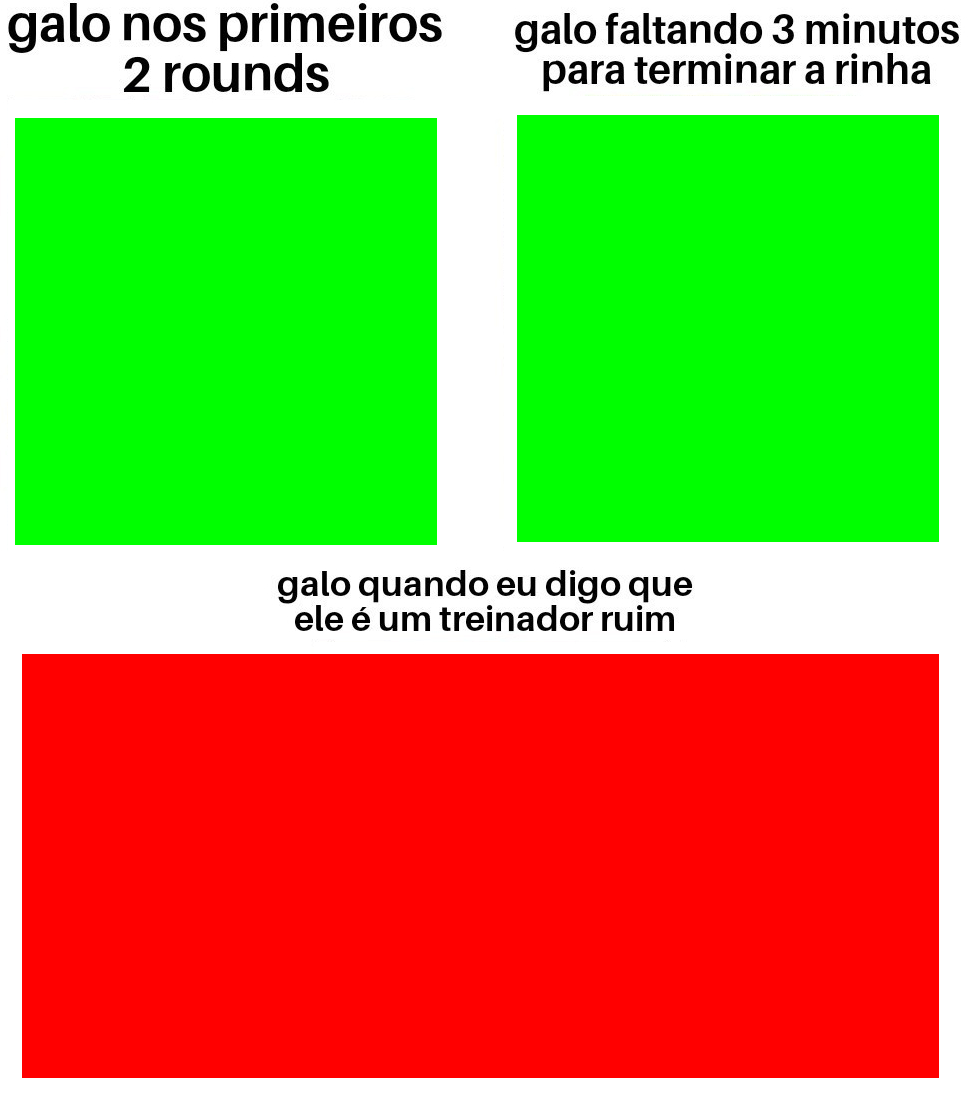 galo nos primeiros
2 rounds
galo faltando 3 minutos
para terminar a rinha
galo quando eu digo que
ele é um treinador ruim